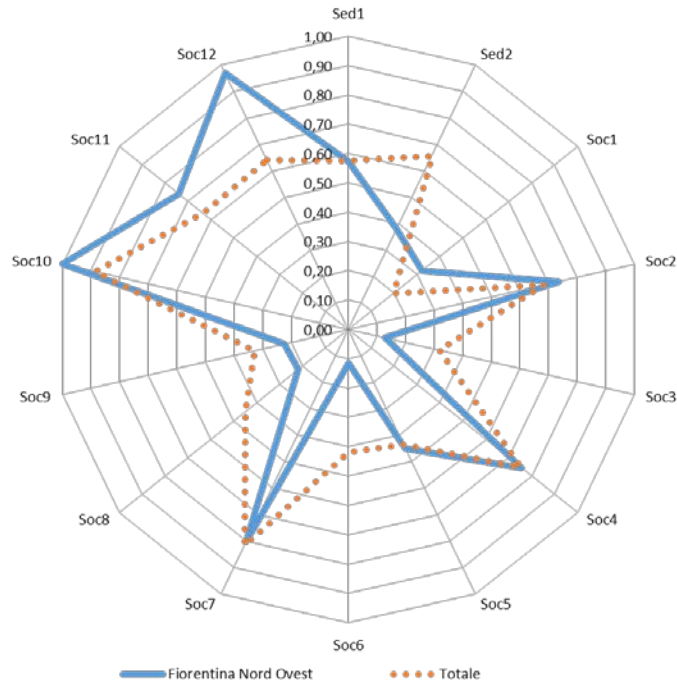 Sed1
1,00
Soc12
0,90
Sed2
0,80
0,70
Soc11
0,60
Soc1
0,50
0,40
0,30
Soc10
0,20
Soc2
0,10
0,00
Soc9
Soc3
Soc8
Soc4
Soc7
Soc5
Soc6
Fiorentina Nord Ovest
Totale